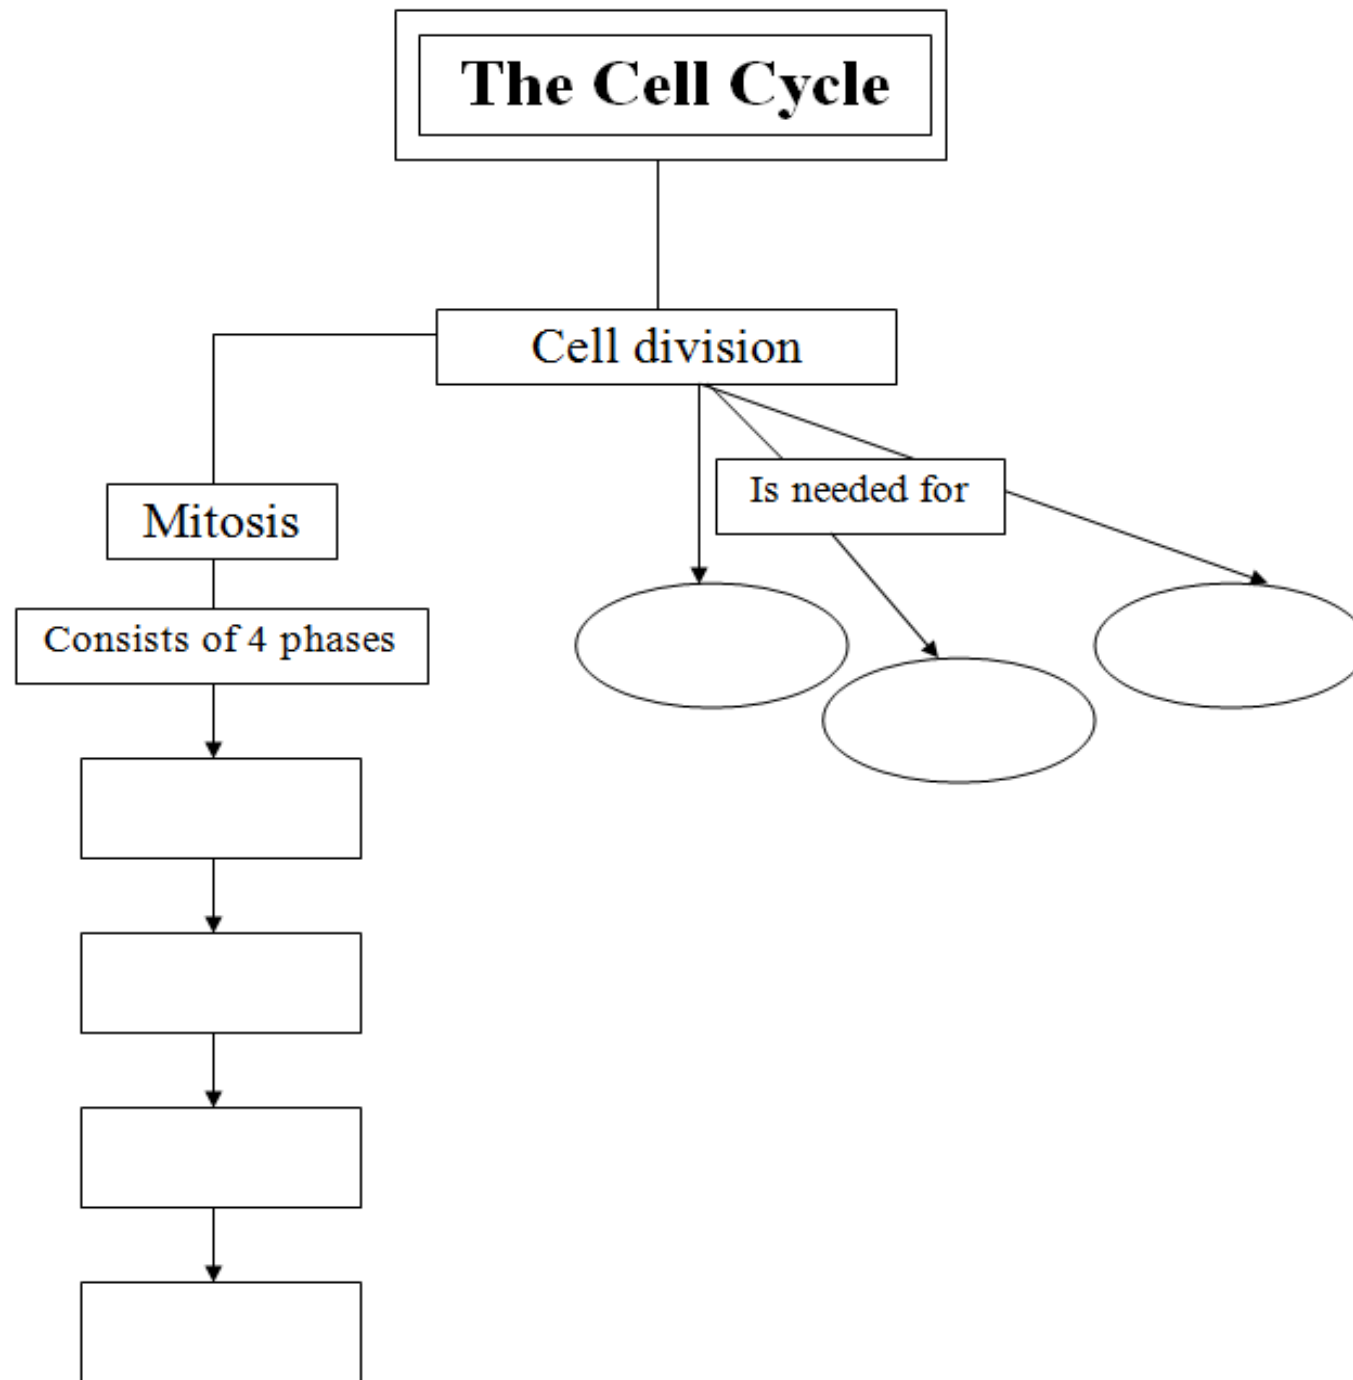 The Cell Cycle
Cell division
Is needed for
Mitosis
Consists of 4 phases